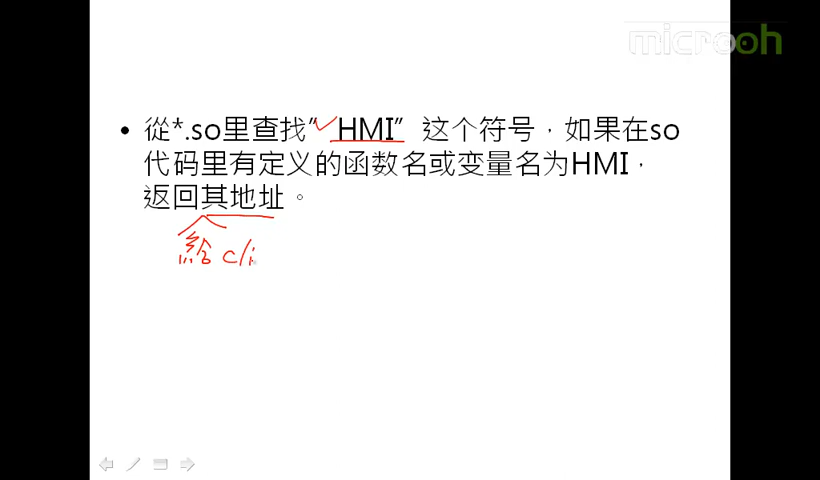 microoh
• 從*.so里查找“HMI”这个符号，如果在so
代码里有定义的函数名或变量名为HMI，
返回其地址。
給 cli